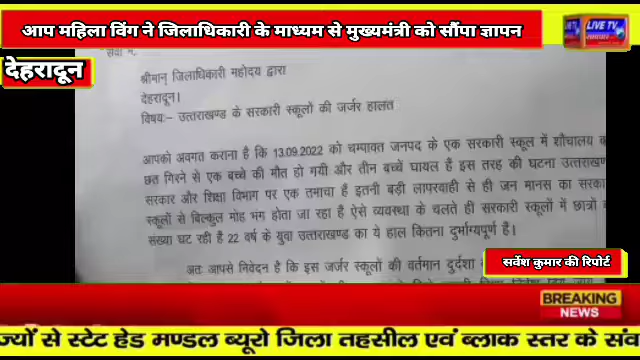 आप महिला विंग ने जिलाधिकारी के माध्यम से मुख्यमंत्री को सौंपा ज्ञापन
LIVE TV
देहरादून
श्रीमान् जिलाधिकारी महोदय द्वारा
देहरादून।
विषयः– उत्तराखण्ड के सरकारी स्कूलों की जर्जर हालत
आपको अवगत कराना है कि 13.09.2022 को चम्पावत जनपद के एक सरकारी स्कूल में शौचालय
छत गिरने से एक बच्चे की मौत हो गयी और तीन बच्चें घायल है इस तरह की घटना उत्तराखण्ड
सरकार और शिक्षा विभाग पर एक तमाचा है इतनी बड़ी लापरवाही से ही जन मानस का
स्कूलों से बिल्कुल मोह भग होता जा रहा है ऐसे व्यवस्था के चलते ही सरकारी स्कूलों में छात्रों
संख्या घट रही है 22 वर्ष के युवा उत्तराखण्ड का ये हाल कितना दुर्भाग्यपूर्ण हैं।
अतः आपसे निवेदन है कि इस जर्जर स्कूलों की वर्तमान दुर्दशा
सर्वेश कुमार की रिपोर्ट
BREAKING
NEWS
ज्यों से स्टेट हेड मण्डल ब्यूरो जिला तहसील एवं ब्लाक स्तर के